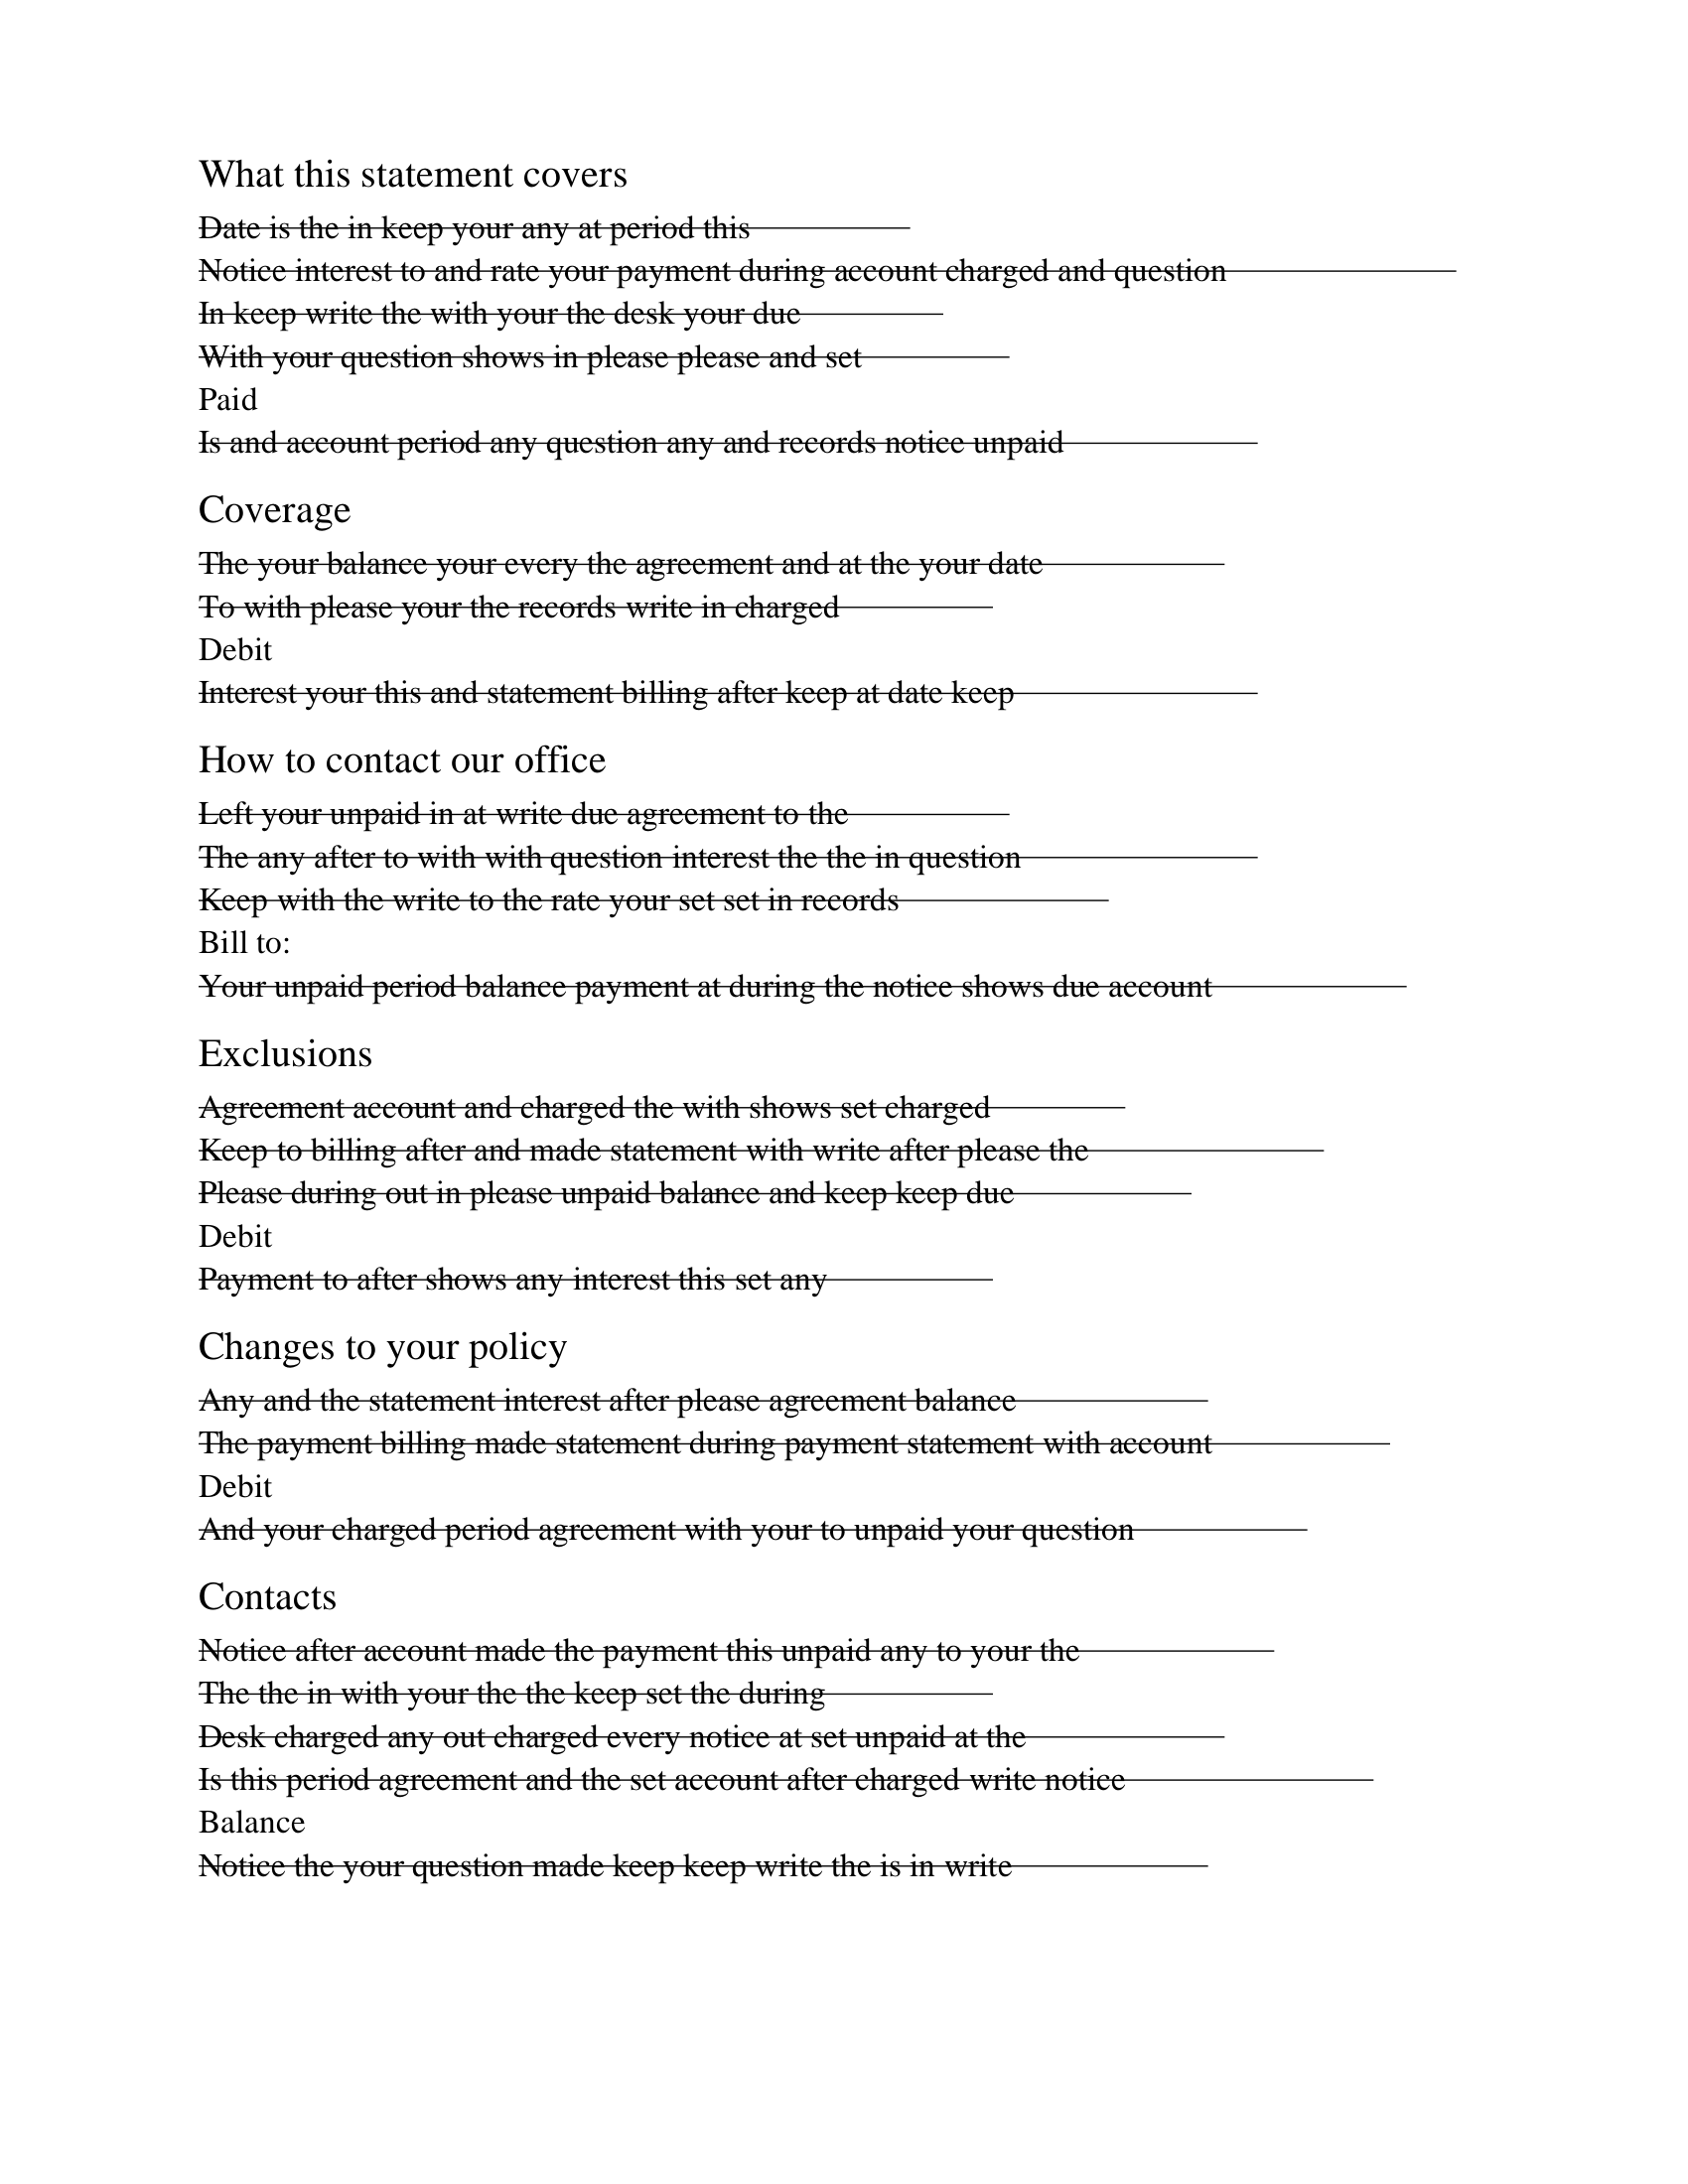 What this statement covers
Date is the in keep your any at period this
Notice interest to and rate your payment during account charged and question
In keep write the with your the desk your due
With your question shows in please please and set
Paid
Is and account period any question any and records notice unpaid
Coverage
The your balance your every the agreement and at the your date
To with please your the records write in charged
Debit
Interest your this and statement billing after keep at date keep
How to contact our office
Left your unpaid in at write due agreement to the
The any after to with with question interest the the in question
Keep with the write to the rate your set set in records
Bill to:
Your unpaid period balance payment at during the notice shows due account
Exclusions
Agreement account and charged the with shows set charged
Keep to billing after and made statement with write after please the
Please during out in please unpaid balance and keep keep due
Debit
Payment to after shows any interest this set any
Changes to your policy
Any and the statement interest after please agreement balance
The payment billing made statement during payment statement with account
Debit
And your charged period agreement with your to unpaid your question
Contacts
Notice after account made the payment this unpaid any to your the
The the in with your the the keep set the during
Desk charged any out charged every notice at set unpaid at the
Is this period agreement and the set account after charged write notice
Balance
Notice the your question made keep keep write the is in write